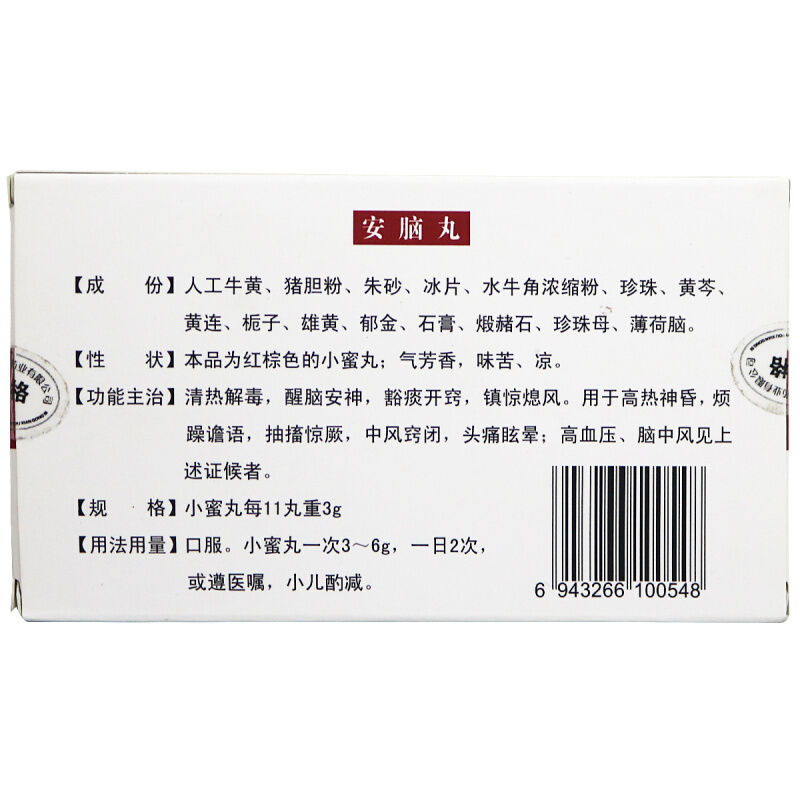 安脑丸
【成 份】人工牛黄、猪胆粉、朱砂、冰片、水牛角浓缩粉、珍珠、黄芩、
黄连、栀子、雄黄、郁金、石膏、煅赭石、珍珠母、薄荷脑。
【性 状】本品为红棕色的小蜜丸；气芳香，味苦、凉。
【功能主治】清热解毒，醒脑安神，豁痰开窍，镇惊熄风。用于高热神昏，烦
躁谵语，抽搐惊厥，中风窍闭，头痛眩晕；高血压、脑中风见上
述证候者。
【规 格】小蜜丸每11丸重3g
【用法用量】口服。小蜜丸一次3～6g，一日2次，
或遵医嘱，小儿酌减。
6 943266 100548
业有限公司